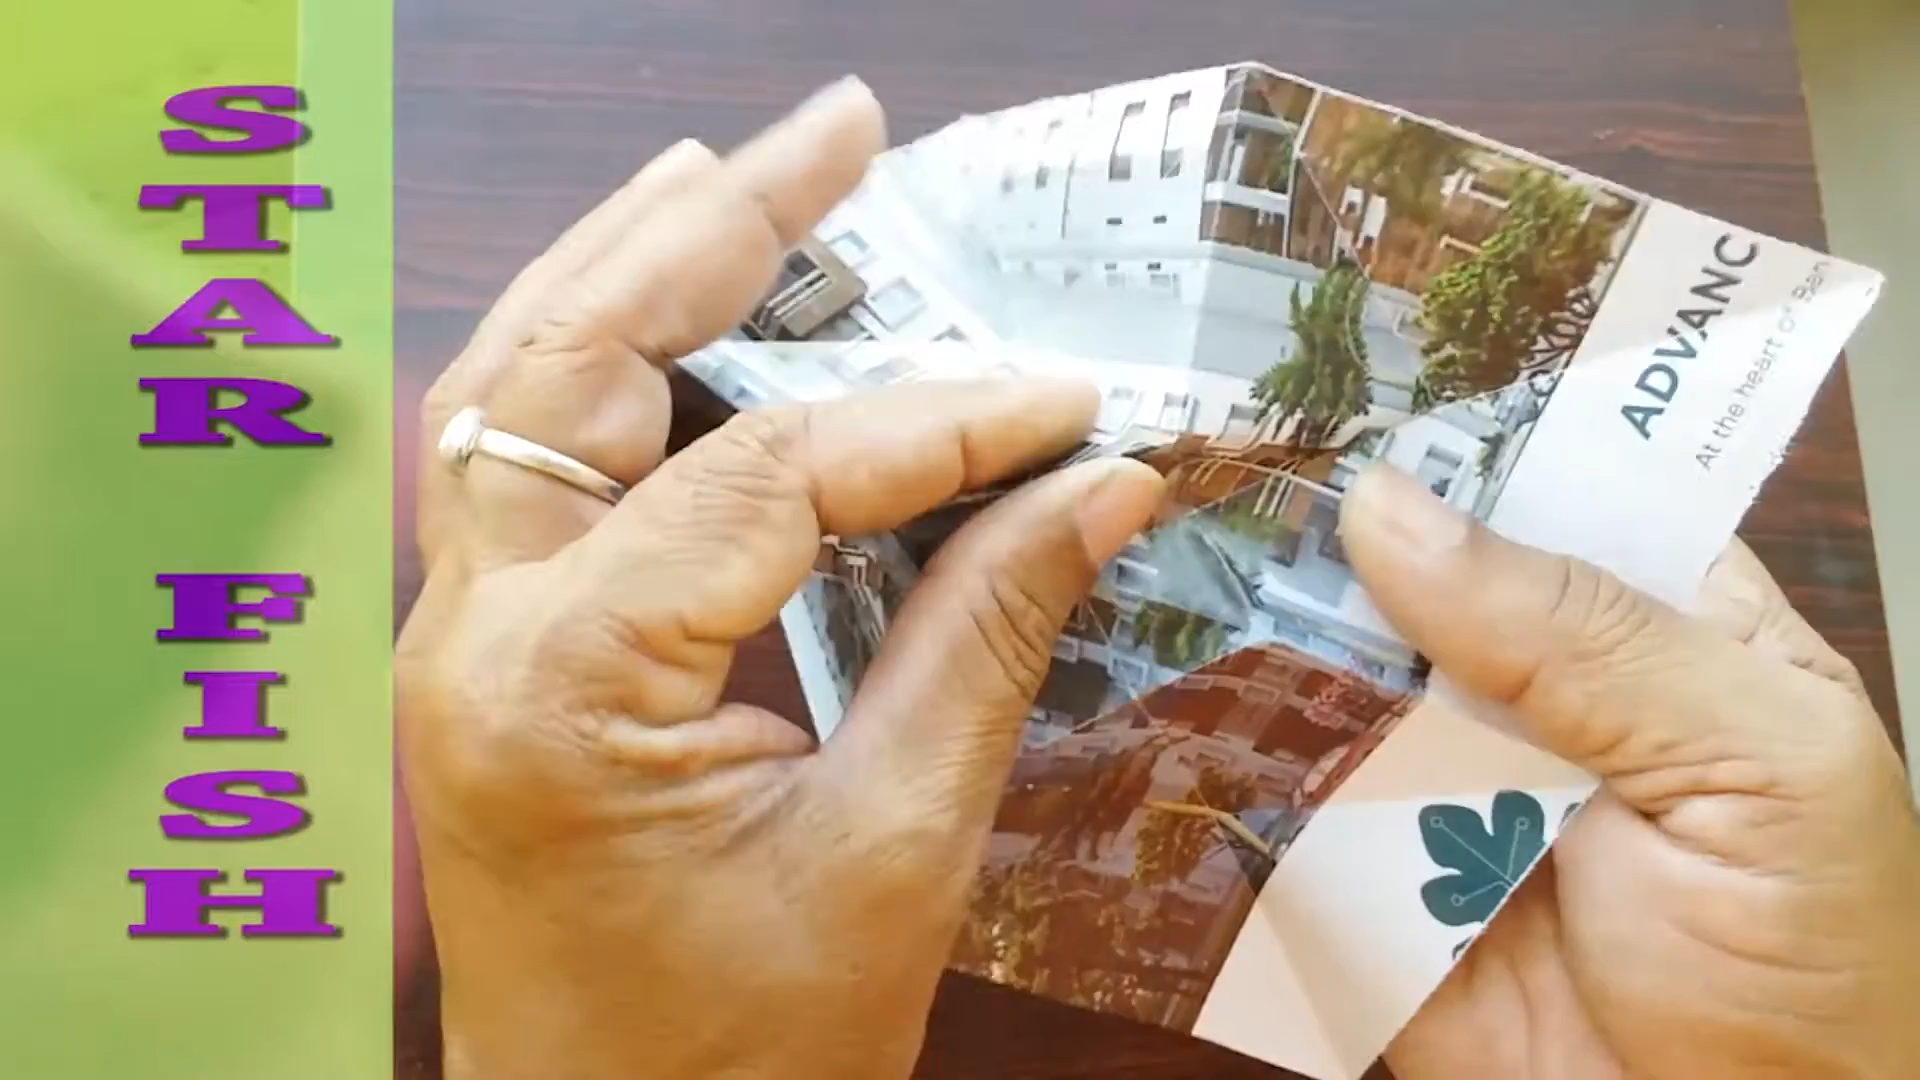 STAR
FISH
ADVANC
At the heart of Ban